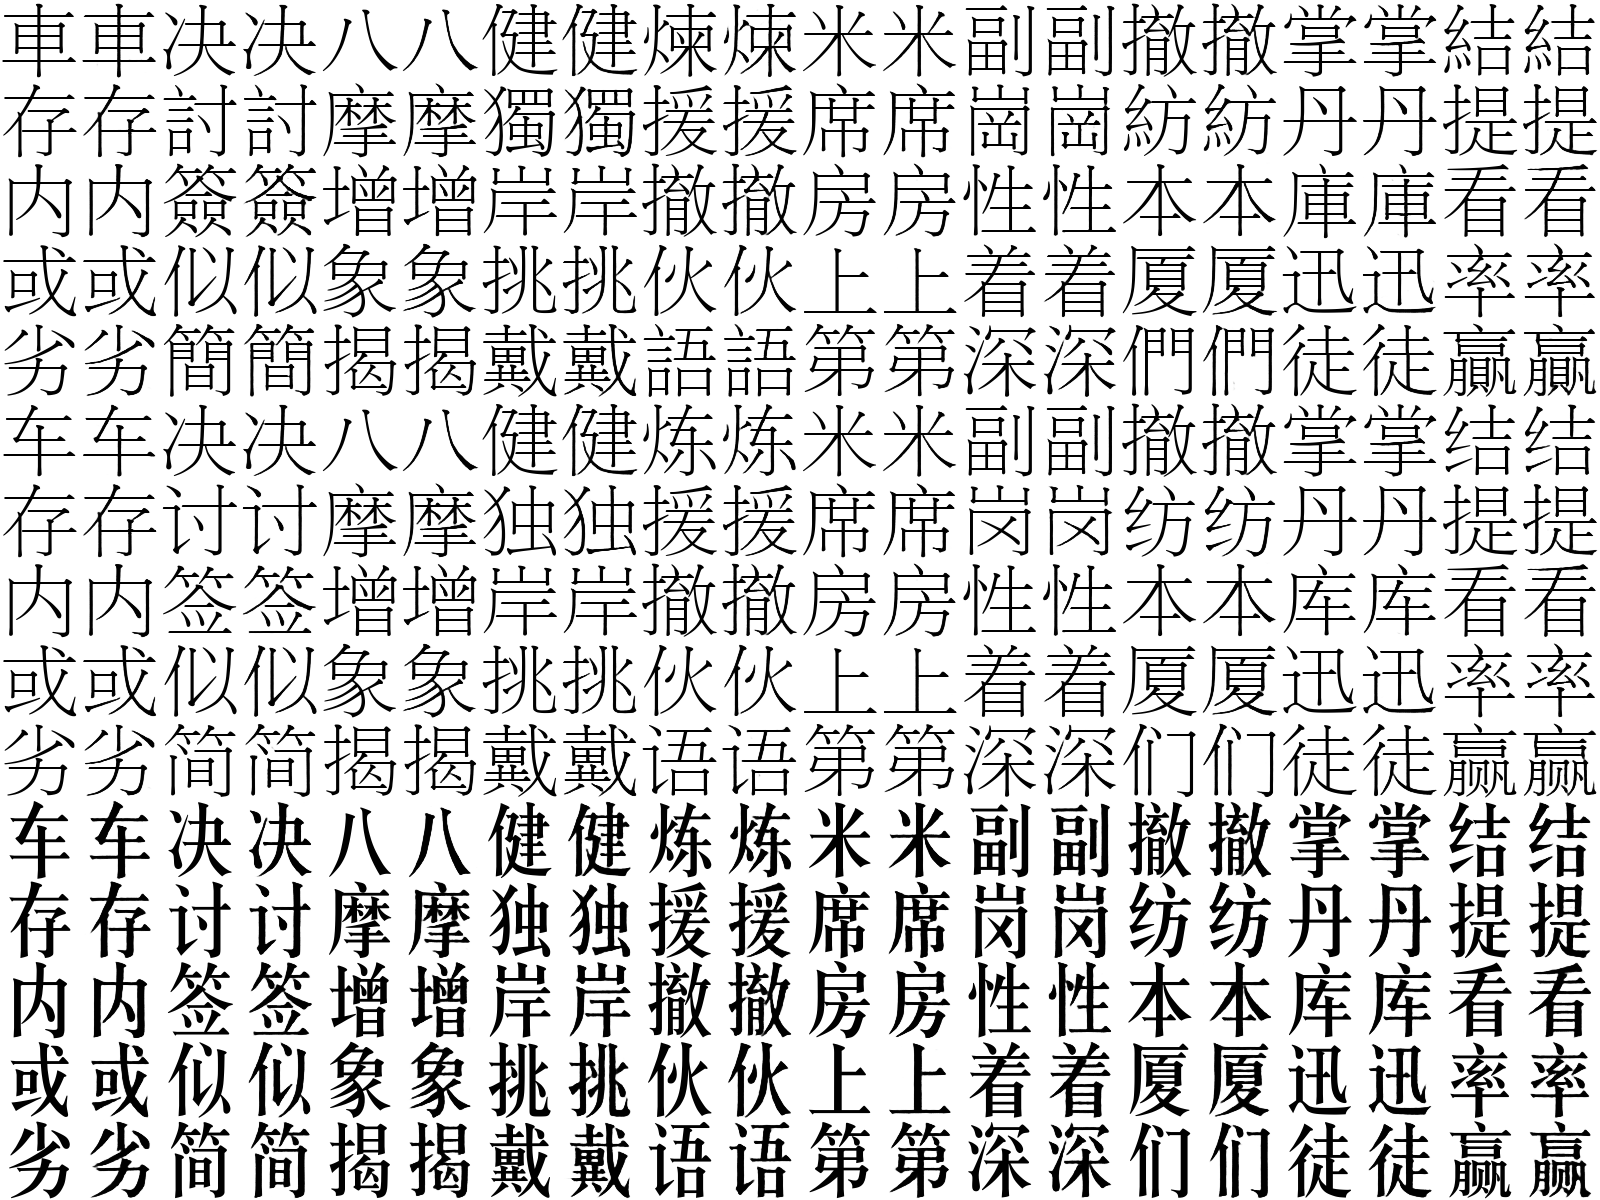 車車决决八八健健煉煉米米副副撤撤掌掌結結
存存討討摩摩獨獨援援席席崗崗紡紡丹丹提提
内内簽簽增增岸岸撤撤房房性性本本庫庫看看
或或似似象象挑挑伙伙上上着着厦厦迅迅率率
劣劣簡簡揭揭戴戴語語第第深深們們徒徒贏贏
车车决决八八健健炼炼米米副副撤撤掌掌结结
存存讨讨摩摩独独援援席席岗岗纺纺丹丹提提
内内签签增增岸岸撤撤房房性性本本库库看看
或或似似象象挑挑伙伙上上着着厦厦迅迅率率
劣劣简简揭揭戴戴语语第第深深们们徒徒赢赢
车车决决八八健健炼炼米米副副撤撤掌掌结结
存存讨讨摩摩独独援援席席岗岗纺纺丹丹提提
内内签签增增岸岸撤撤房房性性本本库库看看
或或似似象象挑挑伙伙上上着着厦厦迅迅率率
劣劣简简揭揭戴戴语语第第深深们们徒徒赢赢